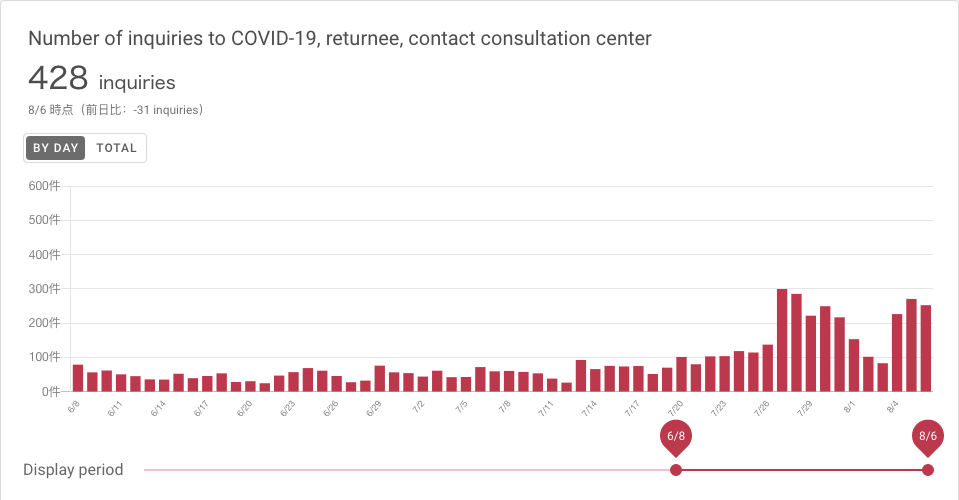 Number of inquiries to COVID-19, returnee, contact consultation center
428 inquiries
8/6 時点（前日比：-31 inquiries）
BY DAY TOTAL
600件
500件
400件
300件
200件
100件
0件
6/8 6/11 6/14 6/17 6/20 6/23 6/26 6/29 7/2 7/5 7/8 7/11 7/14 7/17 7/20 7/23 7/26 7/29 8/1 8/4
6/8 8/6
Display period